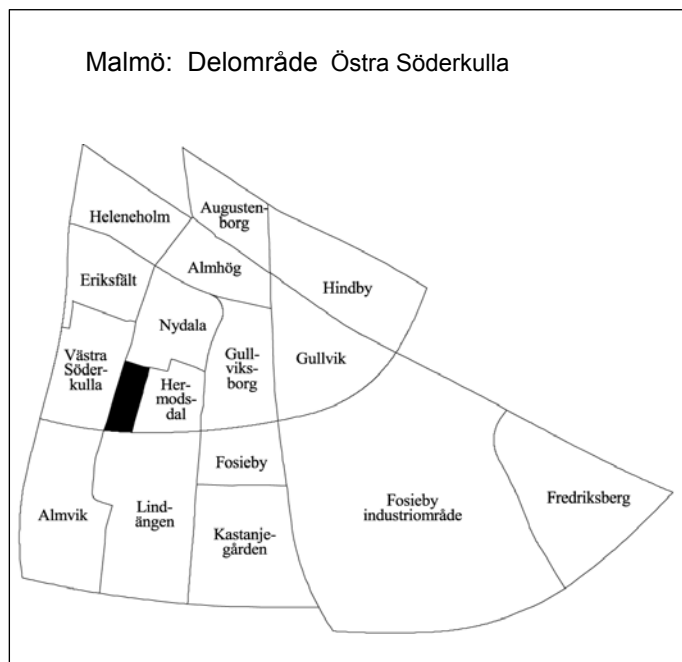 Malmö: Delområde Östra Söderkulla
Heleneholm
Augusten-
borg
Almhög
Eriksfält
Hindby
Nydala
Västra
Söder-
kulla
Gull-
viks-
borg
Gullvik
Her-
mods-
dal
Fosieby
Almvik
Lind-
ängen
Kastanje-
gården
Fosieby
industriområde
Fredriksberg